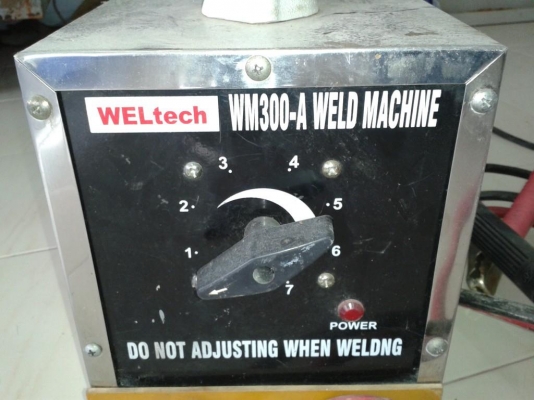 WELtech WM300-A WELD MACHINE
3 4
2 5
1 6
7
POWER
DO NOT ADJUSTING WHEN WELDNG